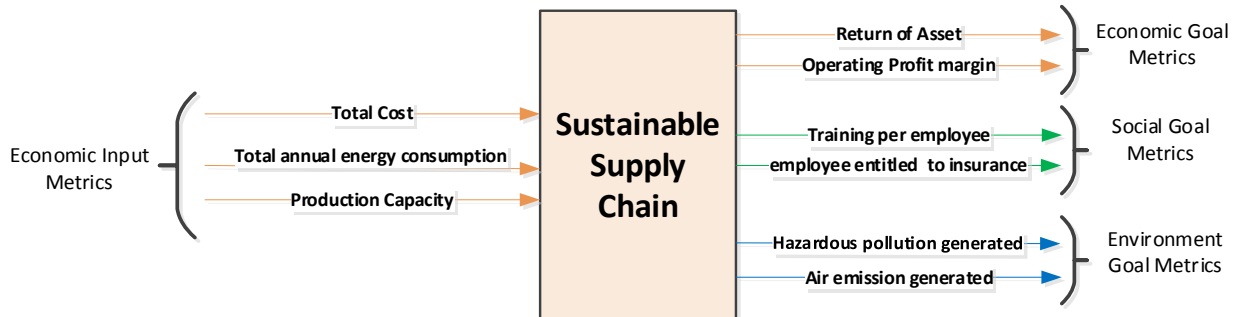 Economic Input
Metrics
Total Cost
Total annual energy consumption
Production Capacity
Sustainable
Supply
Chain
Return of Asset
Operating Profit margin
Economic Goal
Metrics
Training per employee
employee entitled to insurance
Social Goal
Metrics
Hazardous pollution generated
Air emission generated
Environment
Goal Metrics